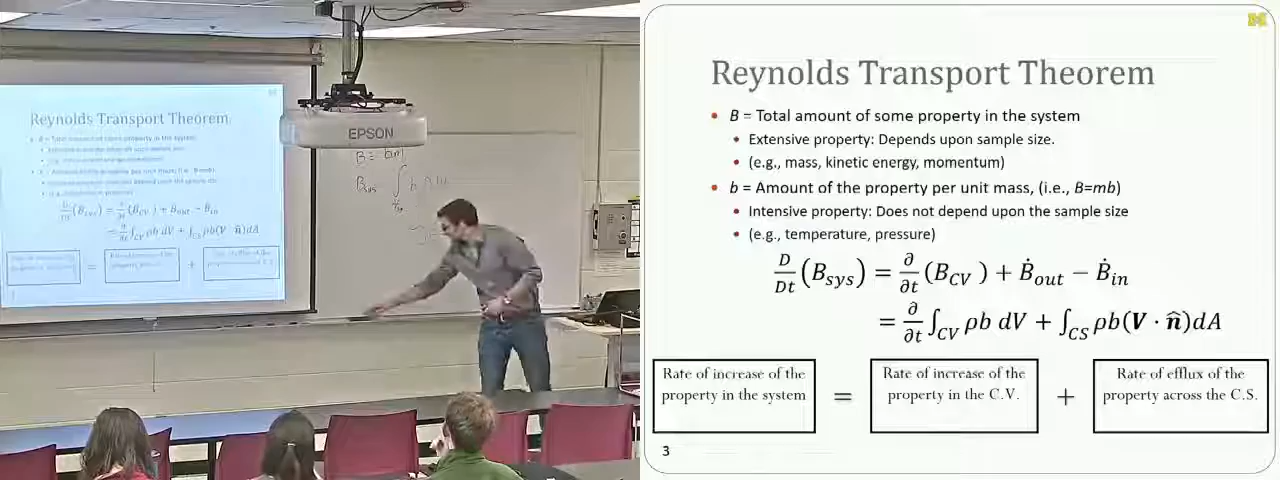 Reynolds Transport Theorem
EPSON
B = bm
Reynolds Transport Theorem
• B = Total amount of some property in the system
• Extensive property: Depends upon sample size.
• (e.g., mass, kinetic energy, momentum)
• b = Amount of the property per unit mass, (i.e., B=mb)
• Intensive property: Does not depend upon the sample size
• (e.g., temperature, pressure)
D/Dt (B_sys) = ∂/∂t (B_CV) + Ḃ_out − Ḃ_in
= ∂/∂t ∫_CV ρb dV + ∫_CS ρb(V · n̂)dA
Rate of increase of the property in the system = Rate of increase of the property in the C.V. + Rate of efflux of the property across the C.S.
3